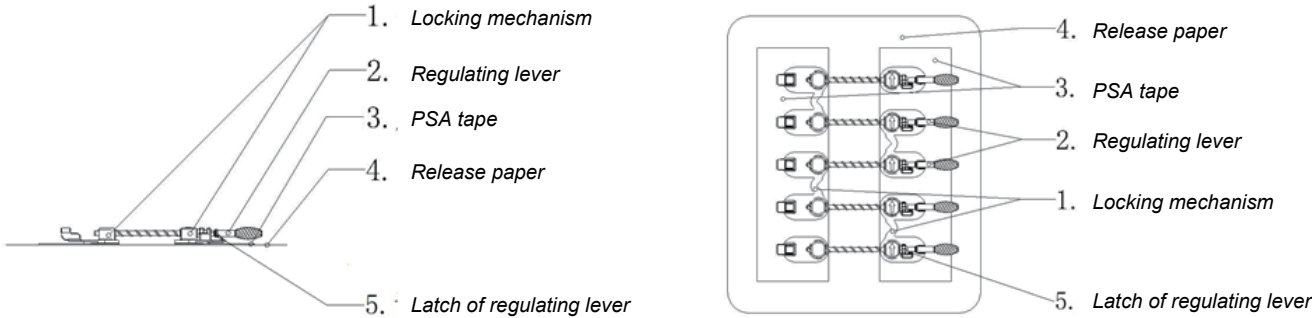 1. Locking mechanism
2. Regulating lever
3. PSA tape
4. Release paper
5. Latch of regulating lever
4. Release paper
3. PSA tape
2. Regulating lever
1. Locking mechanism
5. Latch of regulating lever